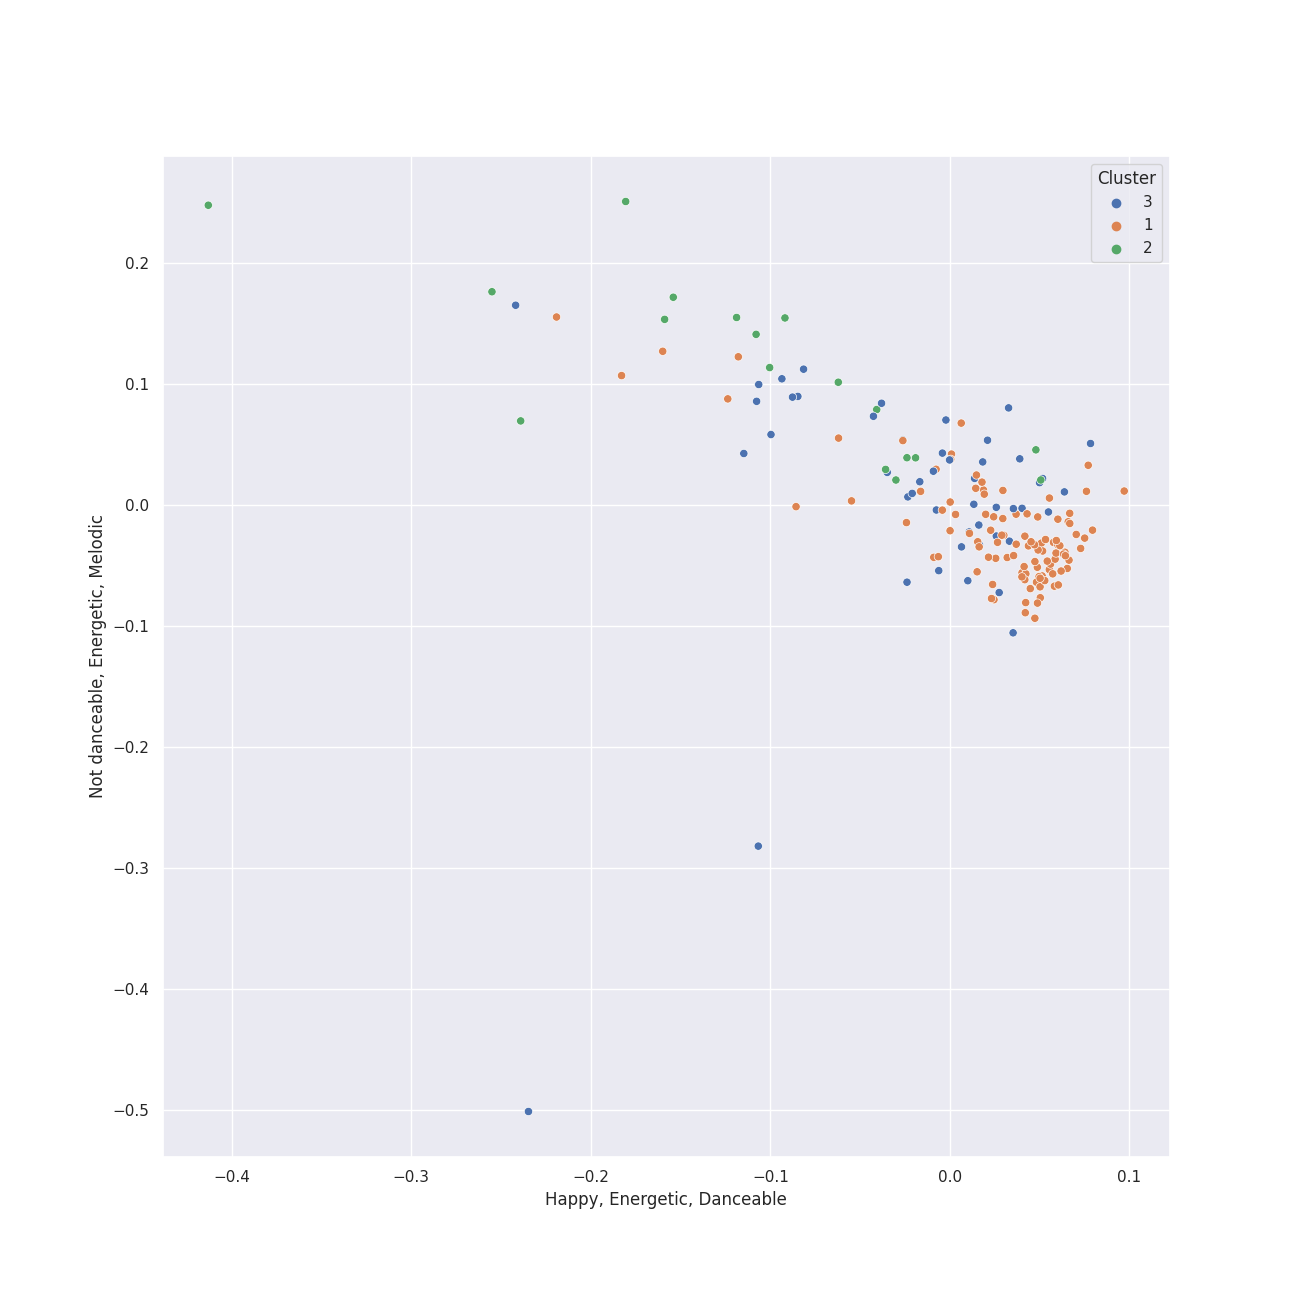 Cluster
3
1
2
0.2
0.1
0.0
−0.1
−0.2
−0.3
−0.4
−0.5
Not danceable, Energetic, Melodic
−0.4 −0.3 −0.2 −0.1 0.0 0.1
Happy, Energetic, Danceable